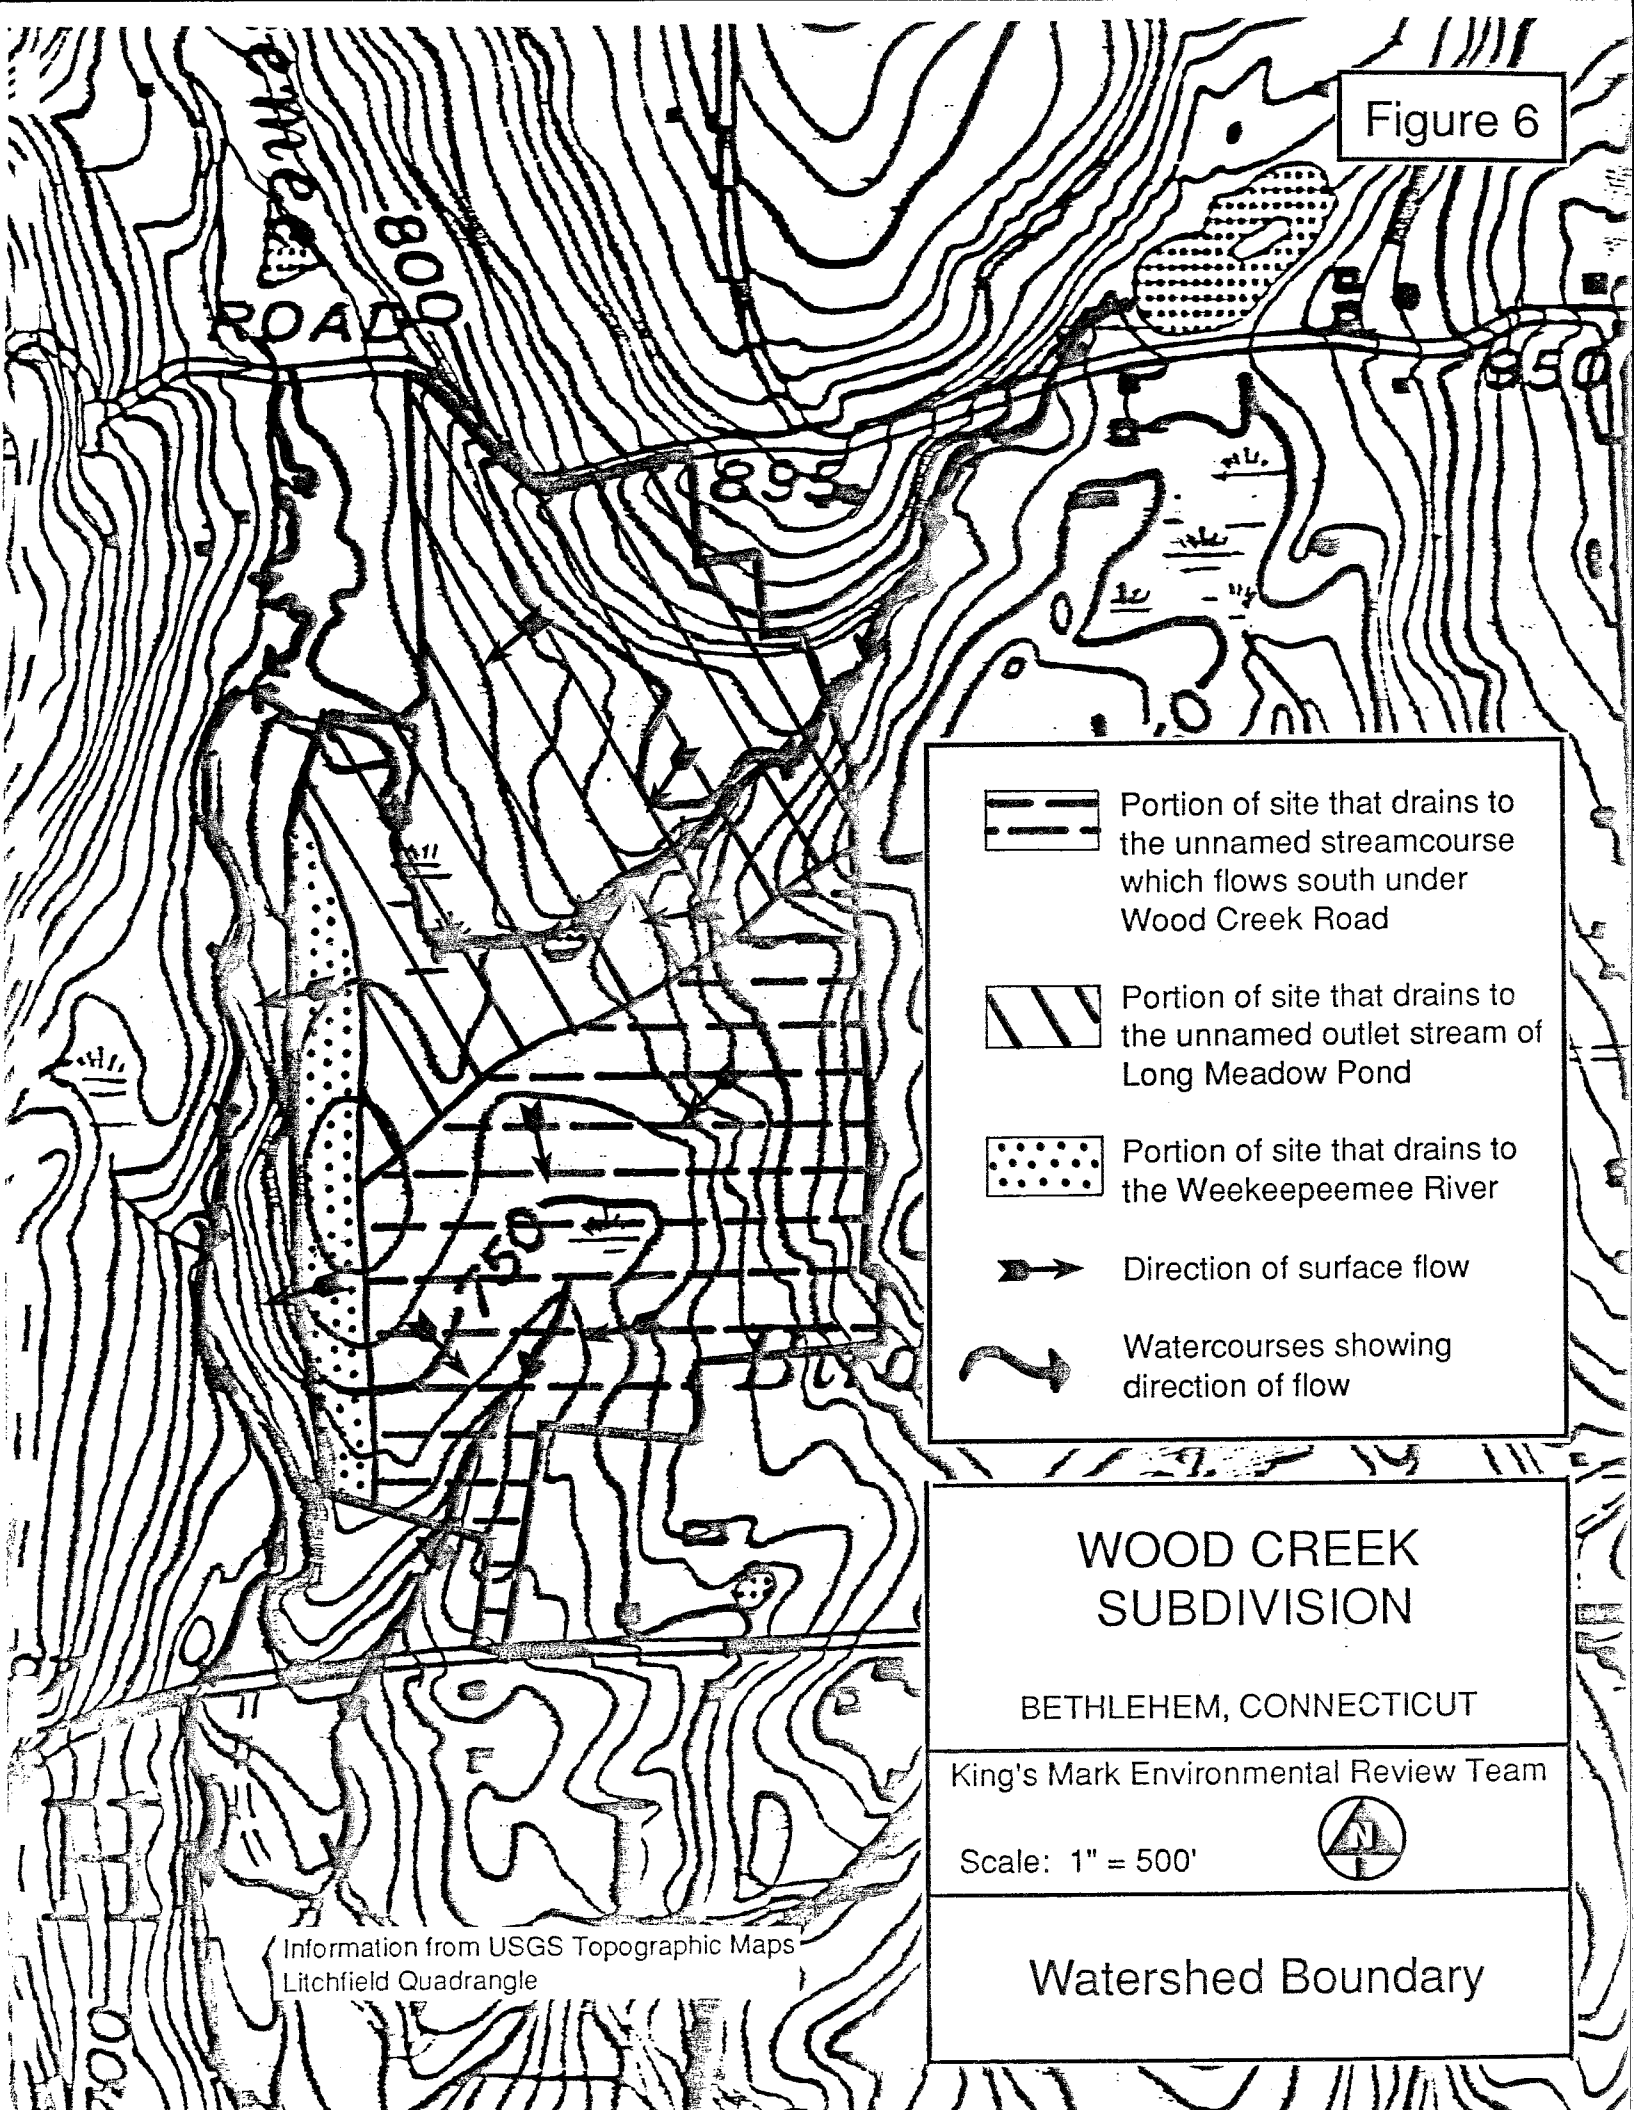 Figure 6
emee
800
ROAD
950
895
Portion of site that drains to
the unnamed streamcourse
which flows south under
Wood Creek Road
Portion of site that drains to
the unnamed outlet stream of
Long Meadow Pond
Portion of site that drains to
the Weekeepeemee River
Direction of surface flow
Watercourses showing
direction of flow
750
WOOD CREEK
SUBDIVISION
BETHLEHEM, CONNECTICUT
King's Mark Environmental Review Team
N
Scale: 1" = 500'
Information from USGS Topographic Maps
Litchfield Quadrangle
Watershed Boundary